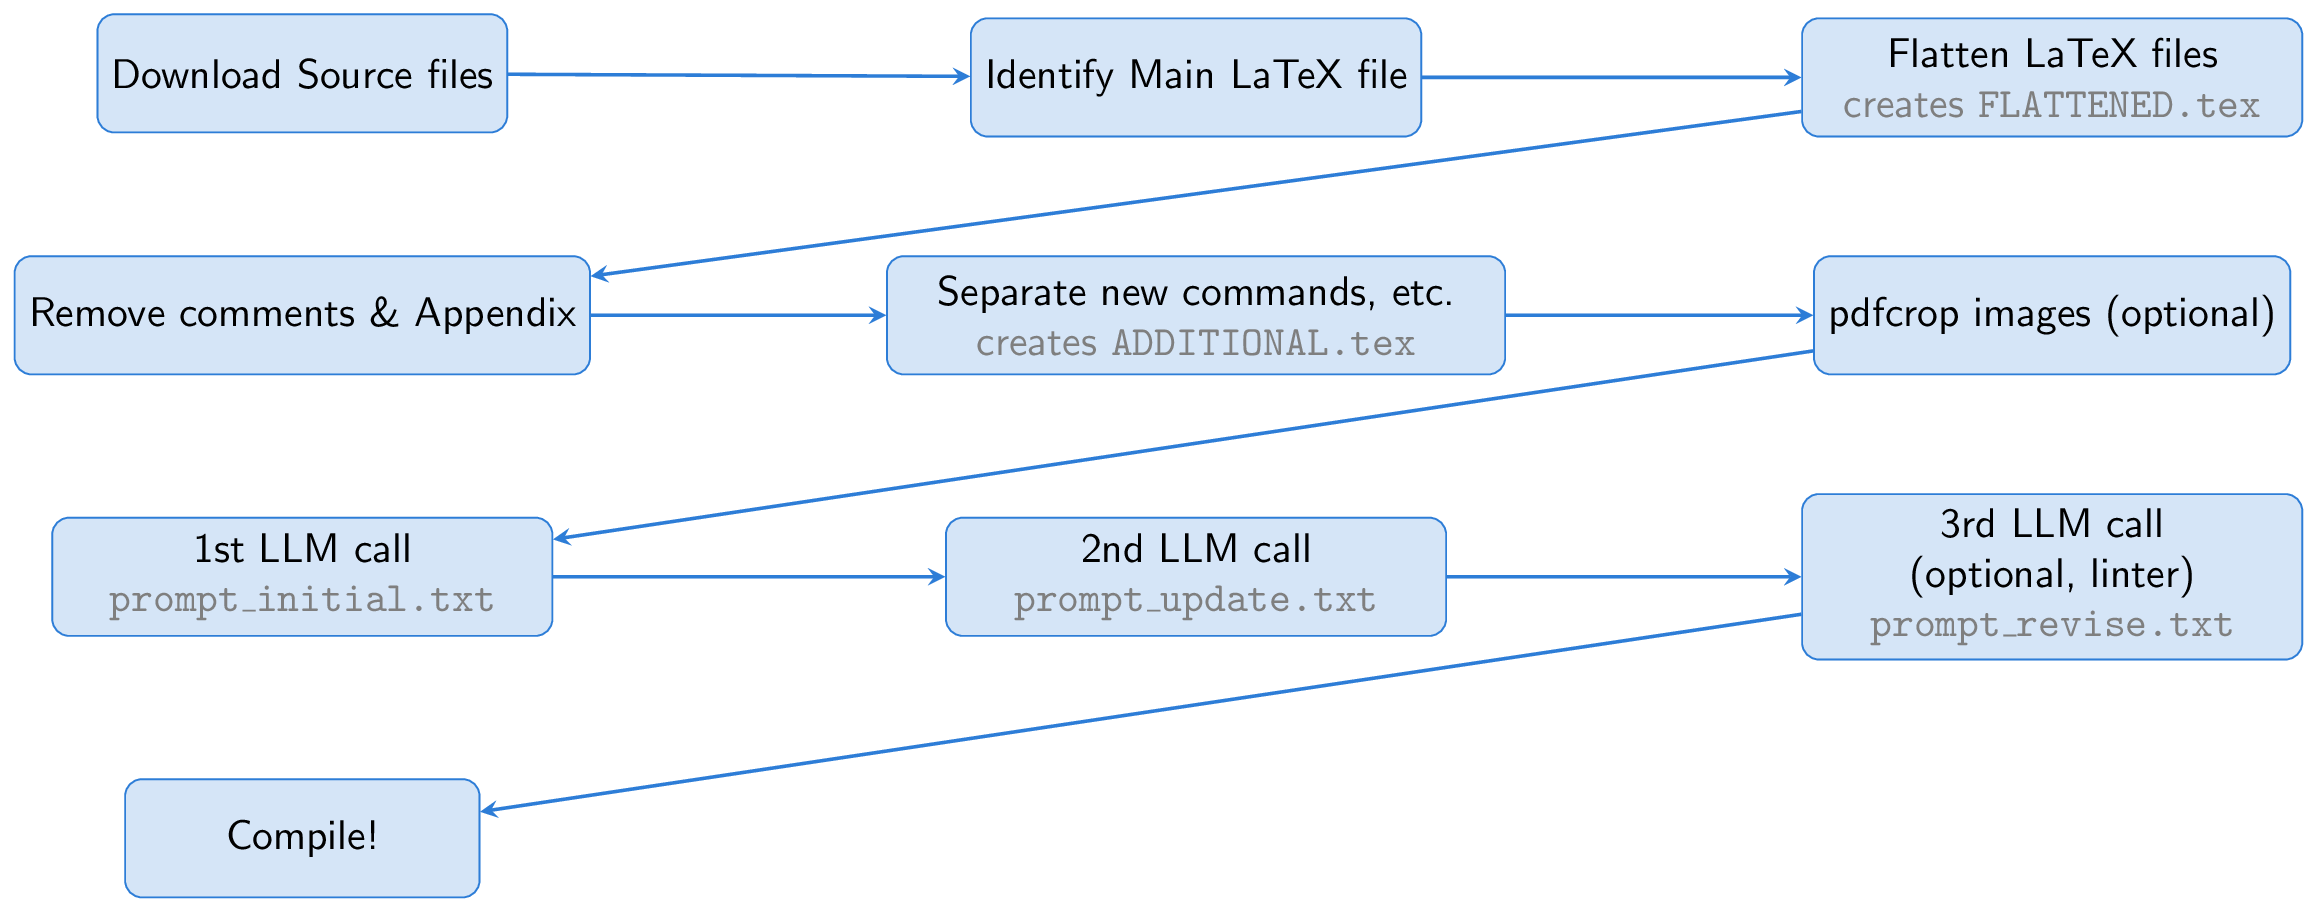 Download Source files
Identify Main LaTeX file
Flatten LaTeX files
creates FLATTENED.tex
Remove comments & Appendix
Separate new commands, etc.
creates ADDITIONAL.tex
pdfcrop images (optional)
1st LLM call
prompt_initial.txt
2nd LLM call
prompt_update.txt
3rd LLM call
(optional, linter)
prompt_revise.txt
Compile!